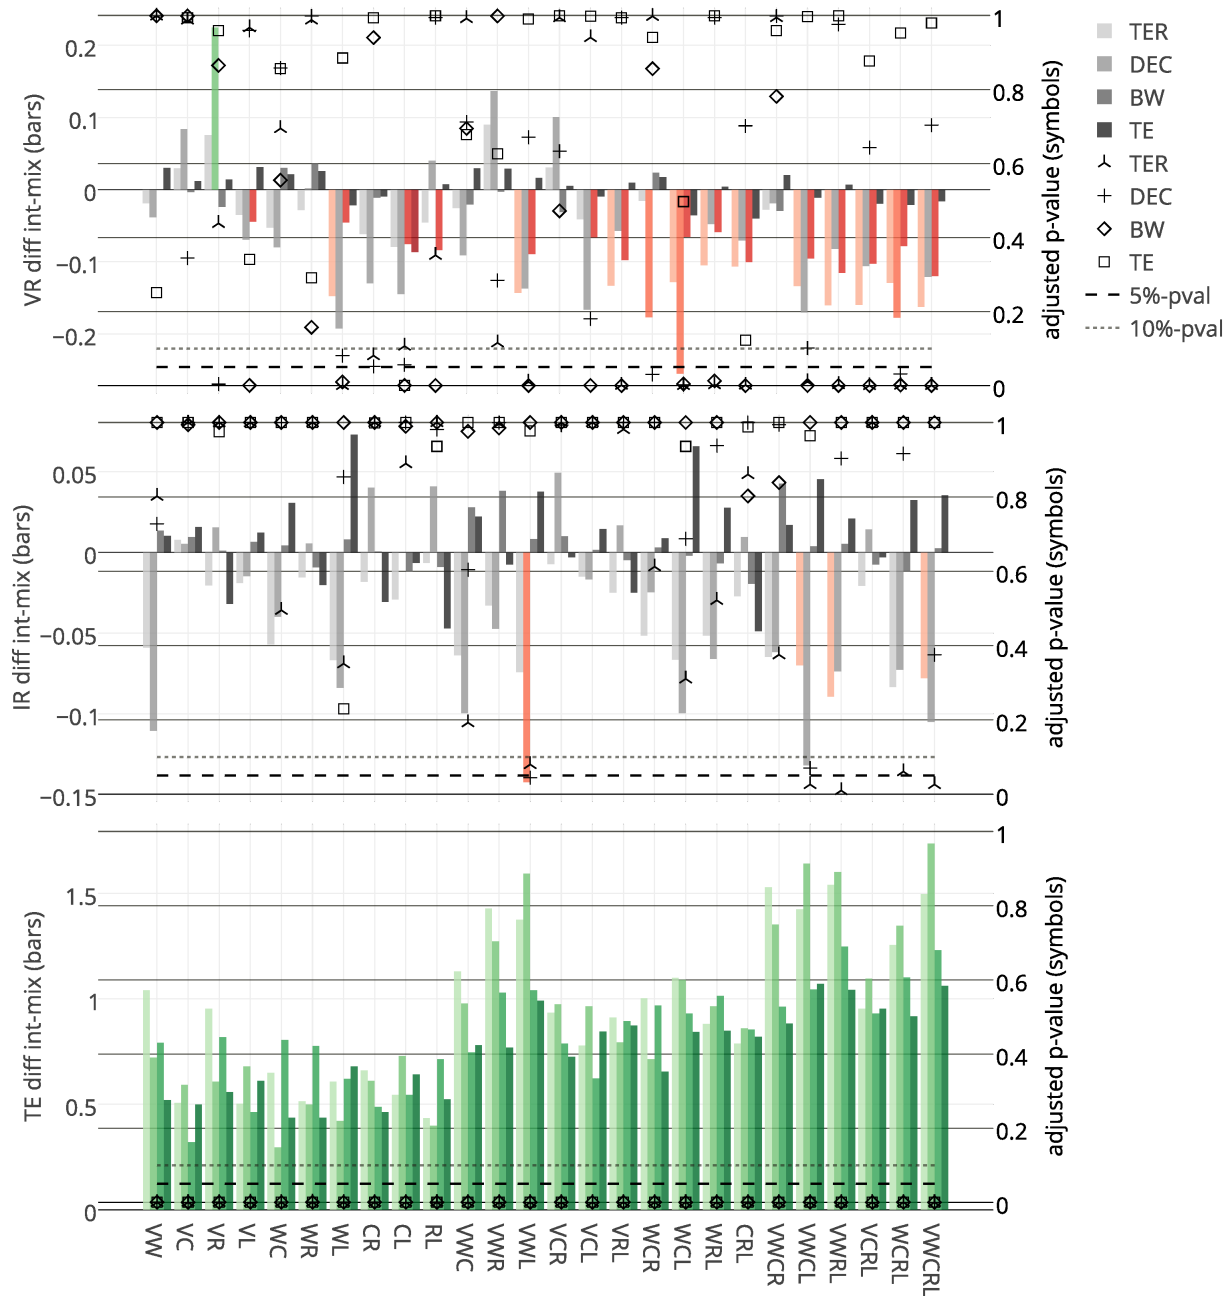 VR diff int-mix (bars)
0.2
0.1
0
−0.1
−0.2
1
0.8
0.6
0.4
0.2
0
adjusted p-value (symbols)
TER
DEC
BW
TE
TER
DEC
BW
TE
5%-pval
10%-pval
IR diff int-mix (bars)
0.05
0
−0.05
−0.1
−0.15
1
0.8
0.6
0.4
0.2
0
adjusted p-value (symbols)
TE diff int-mix (bars)
1.5
1
0.5
0
1
0.8
0.6
0.4
0.2
0
adjusted p-value (symbols)
VW
VC
VR
VL
WC
WR
WL
CR
CL
RL
VWC
VWR
VWL
VCR
VCL
VRL
WCR
WCL
WRL
CRL
VWCR
VWCL
VWRL
VCRL
WCRL
VWCRL